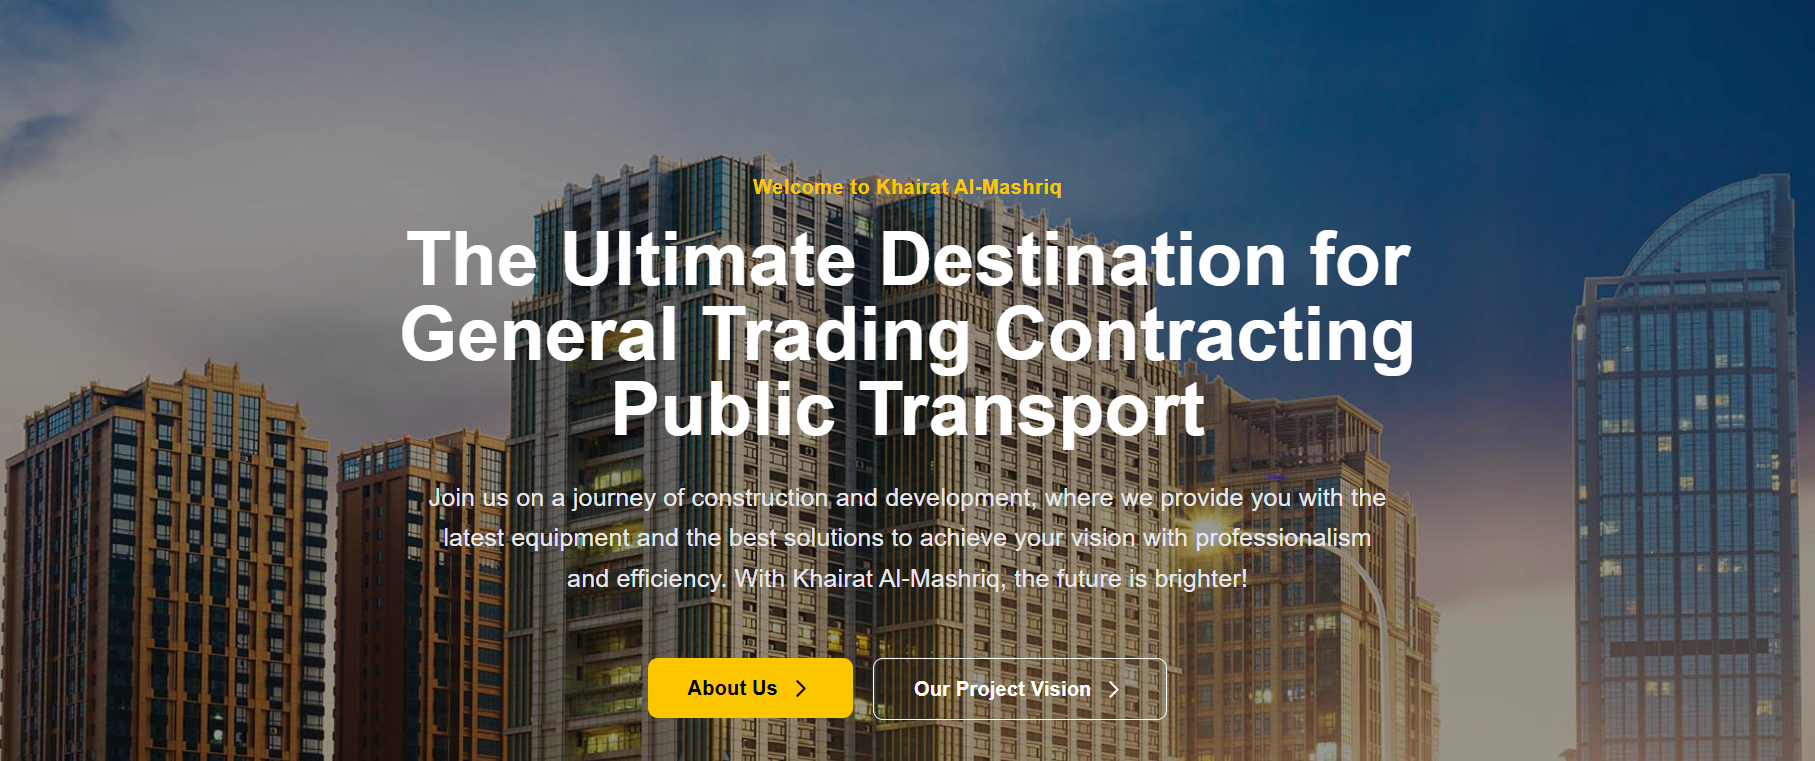 Welcome to Khairat Al-Mashriq
The Ultimate Destination for
General Trading Contracting
Public Transport
Join us on a journey of construction and development, where we provide you with the
latest equipment and the best solutions to achieve your vision with professionalism
and efficiency. With Khairat Al-Mashriq, the future is brighter!
About Us
Our Project Vision